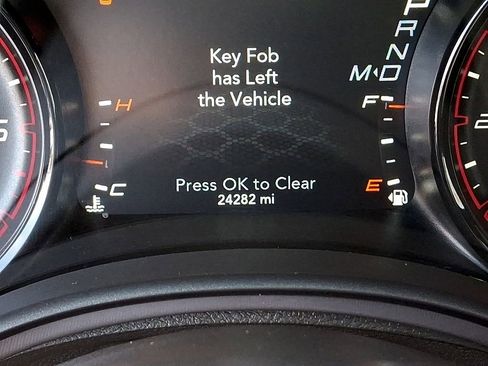 P
R
N
M D
Key Fob
has Left
the Vehicle
H
F
C
E
Press OK to Clear
24282 mi